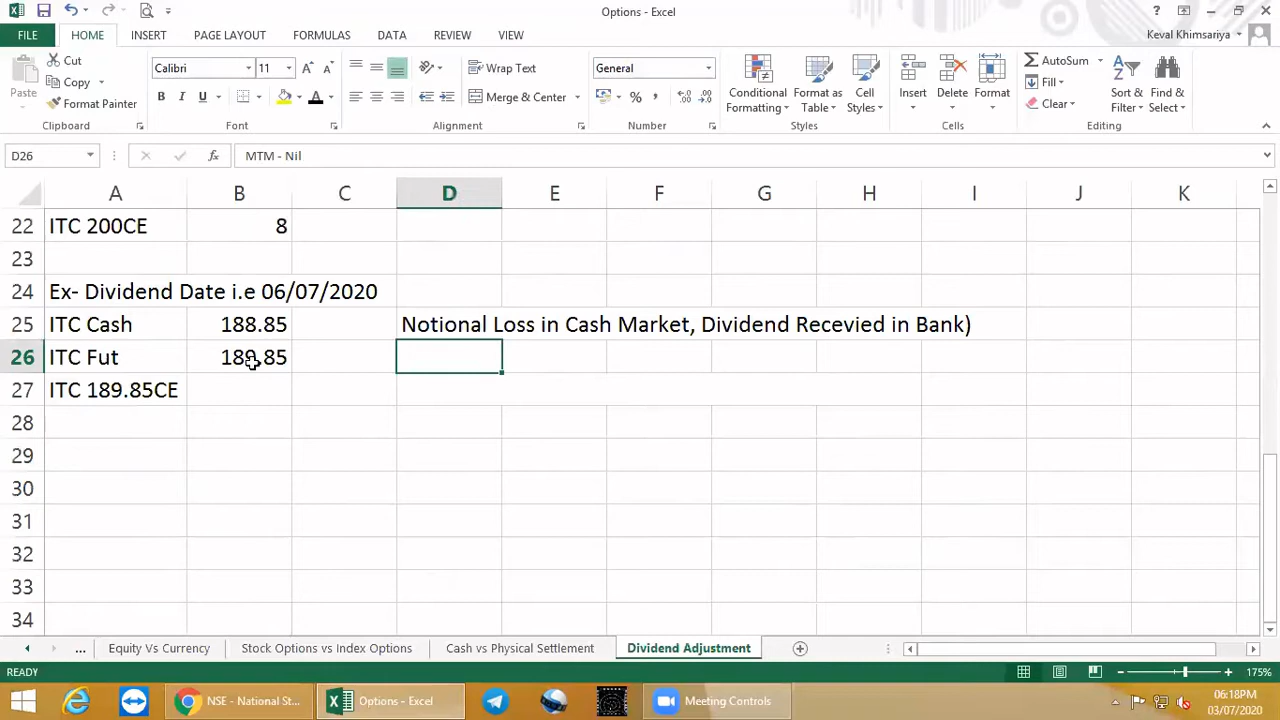 Options - Excel
?
FILE
HOME
INSERT
PAGE LAYOUT
FORMULAS
DATA
REVIEW
VIEW
Keval Khimsariya
Paste
Cut
Copy
Format Painter
Clipboard
Calibri
11
B I U
Font
Wrap Text
Merge & Center
Alignment
General
Number
Conditional Formatting
Format as Table
Cell Styles
Styles
Insert
Delete
Format
Cells
AutoSum
Fill
Clear
Sort & Filter
Find & Select
Editing
D26
MTM - Nil
A B C D E F G H I J K
22 ITC 200CE 8
23
24 Ex- Dividend Date i.e 06/07/2020
25 ITC Cash 188.85 Notional Loss in Cash Market, Dividend Recevied in Bank)
26 ITC Fut 189.85
27 ITC 189.85CE
28
29
30
31
32
33
34
... Equity Vs Currency Stock Options vs Index Options Cash vs Physical Settlement Dividend Adjustment
READY
175%
NSE - National St...
Options - Excel
Meeting Controls
06:18PM
03/07/2020